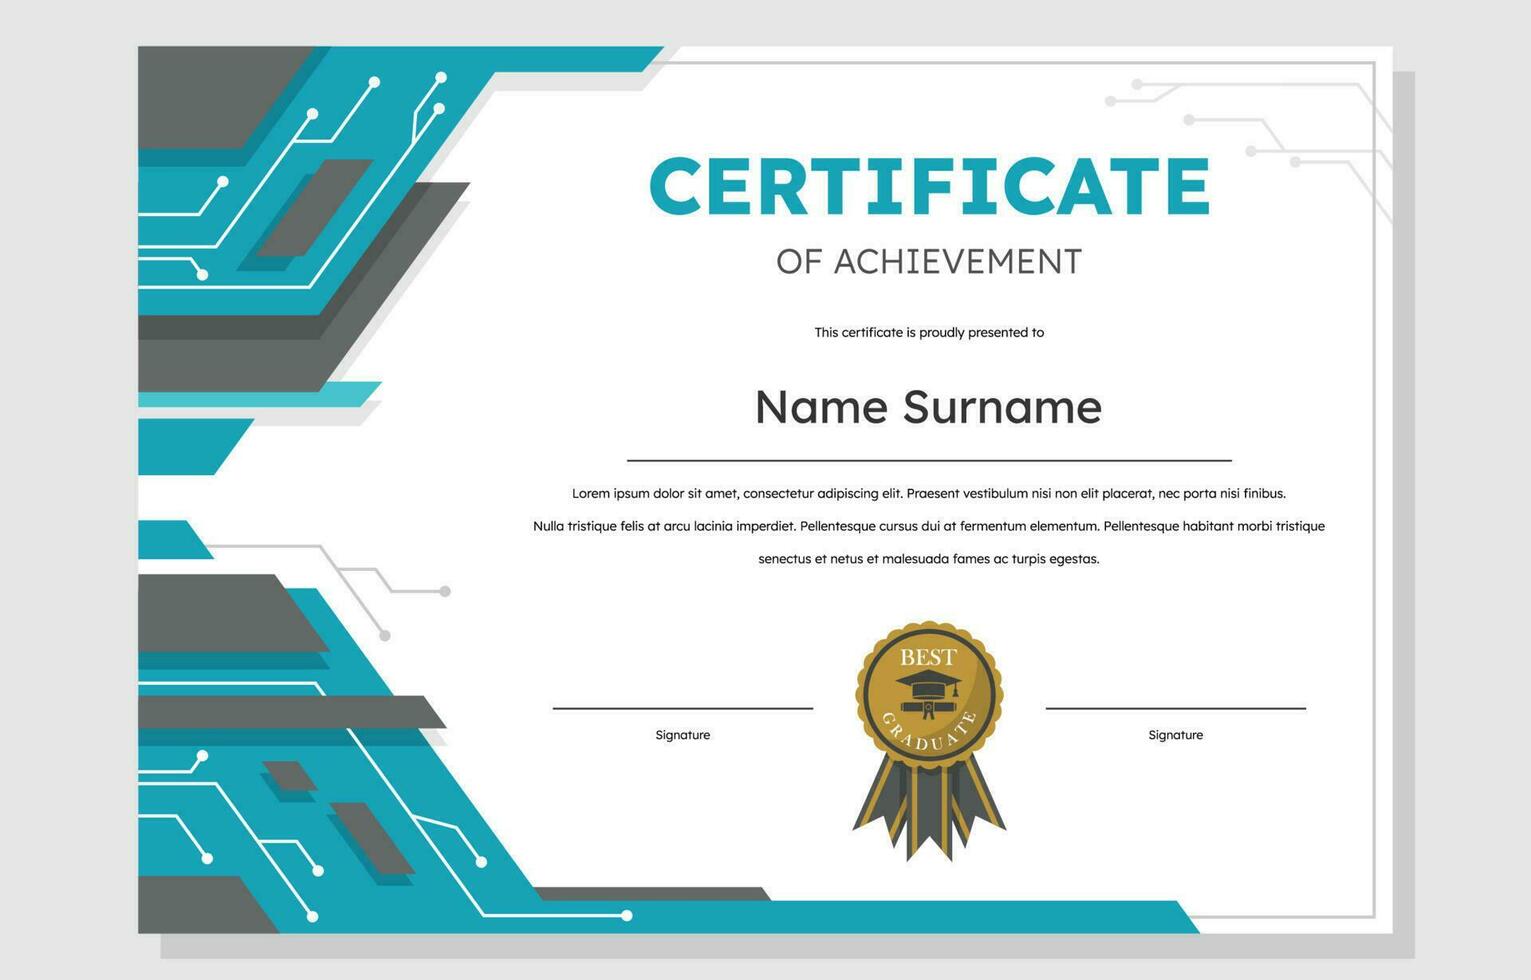 CERTIFICATE
OF ACHIEVEMENT
This certificate is proudly presented to
Name Surname
Lorem ipsum dolor sit amet, consectetur adipiscing elit. Praesent vestibulum nisi non elit placerat, nec porta nisi finibus.
Nulla tristique felis at arcu lacinia imperdiet. Pellentesque cursus dui at fermentum elementum. Pellentesque habitant morbi tristique
senectus et netus et malesuada fames ac turpis egestas.
BEST
GRADUATE
Signature
Signature